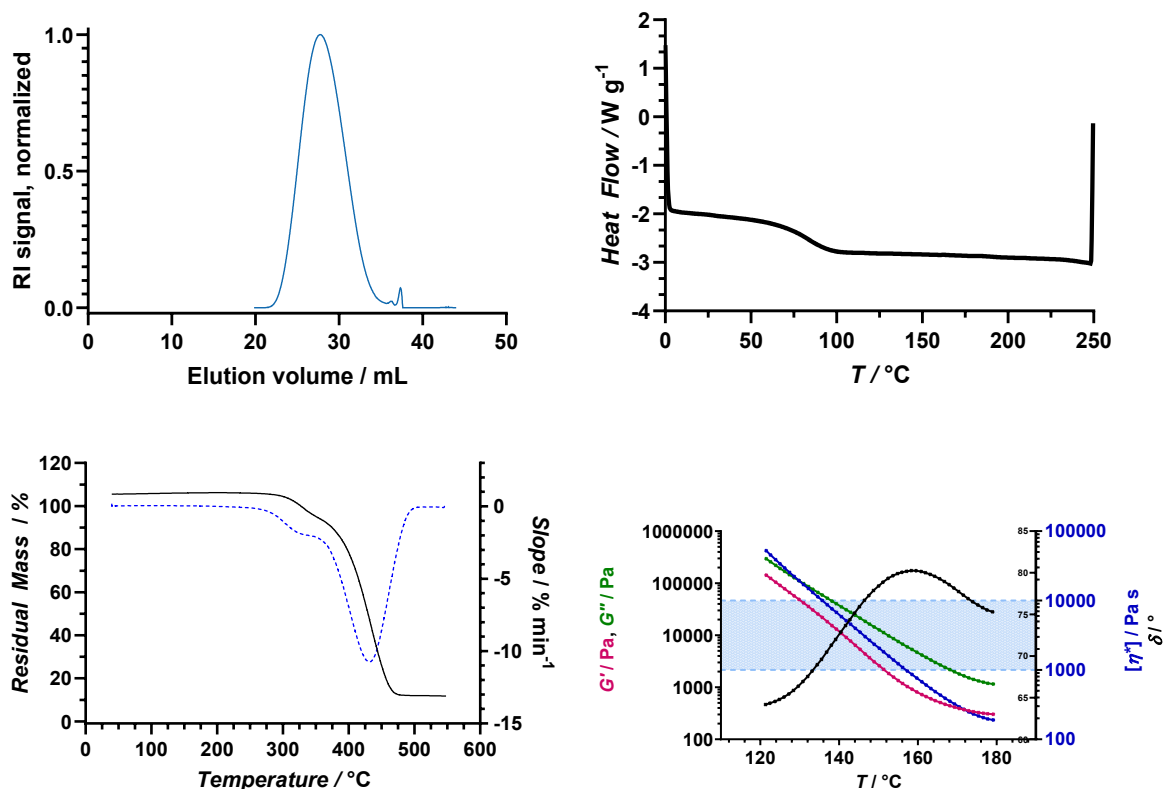 RI signal, normalized
1.0
0.5
0.0
0 10 20 30 40 50
Elution volume / mL
Heat Flow / W g-1
2
1
0
-1
-2
-3
-4
0 50 100 150 200 250
T / °C
Residual Mass / %
120
100
80
60
40
20
0
0 100 200 300 400 500 600
Temperature / °C
0
-5
-10
-15
Slope / % min-1
G' / Pa, G'' / Pa
1000000
100000
10000
1000
100
120 140 160 180
T / °C
85
80
75
70
65
60
100000
10000
1000
100
[η*] / Pa s
δ / °